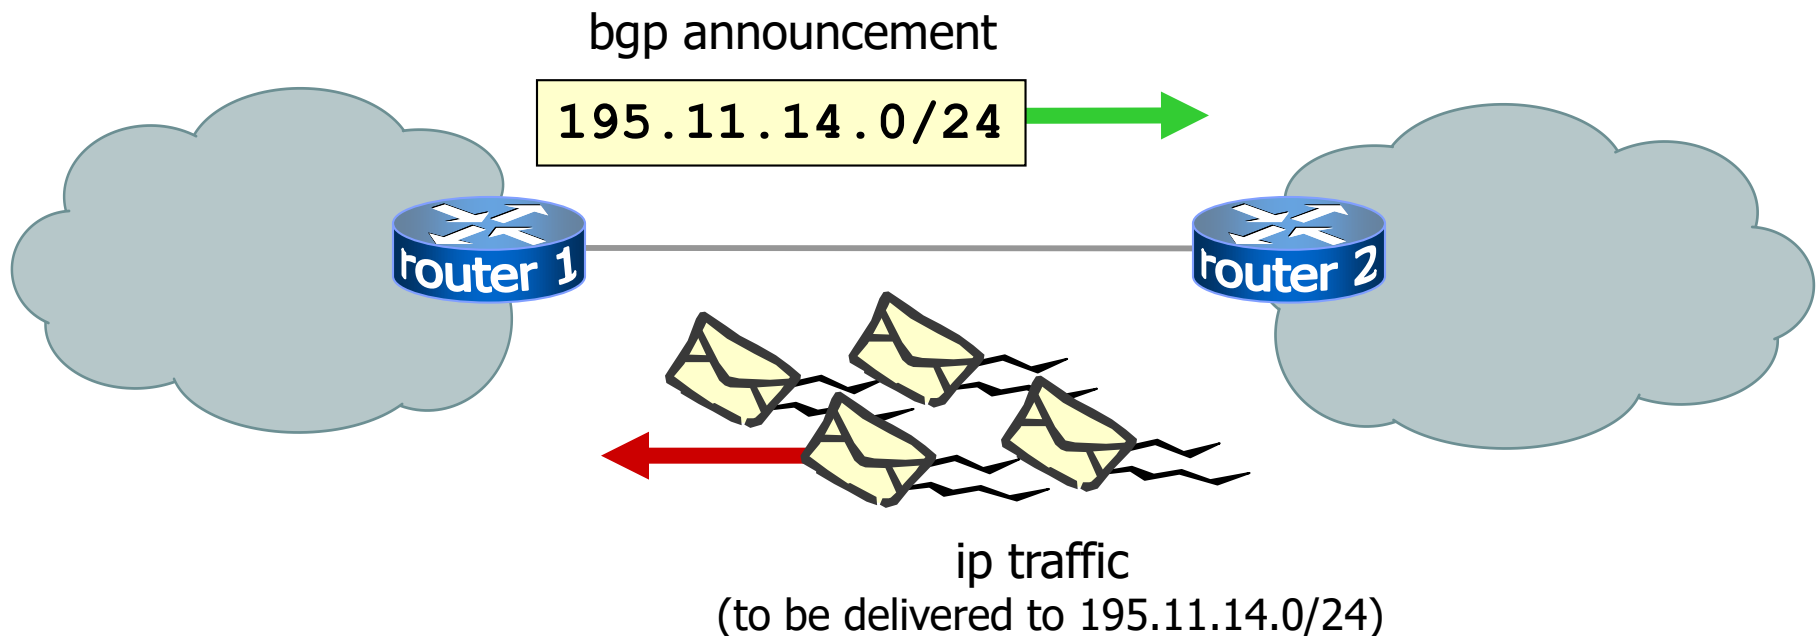 bgp announcement
195.11.14.0/24
router 1
router 2
ip traffic
(to be delivered to 195.11.14.0/24)